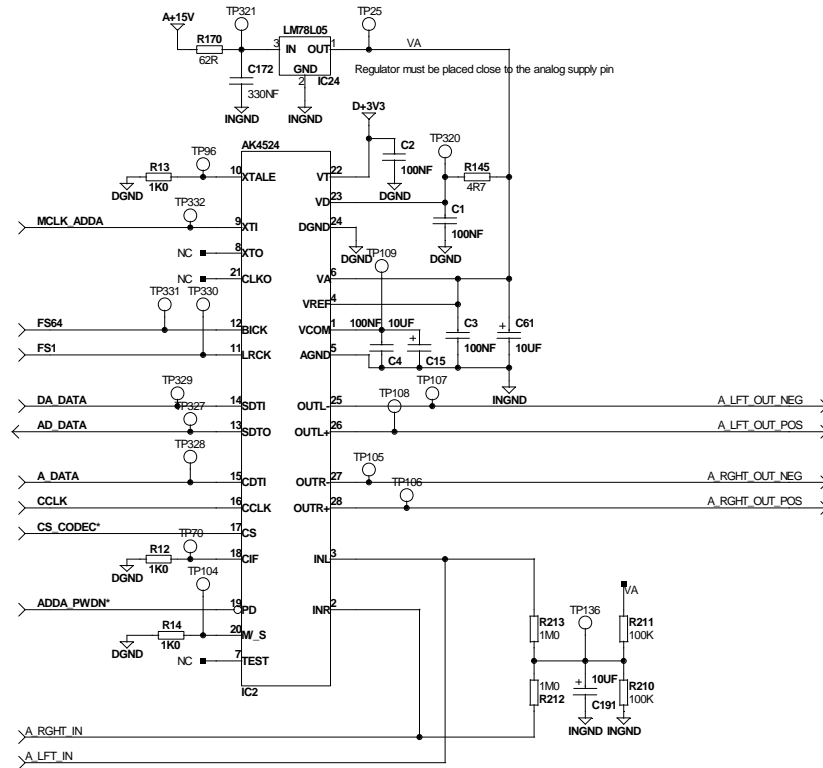 TP321
TP25
A+15V
LM78L05
R170
3
IN
OUT
1
VA
62R
GND
C172
2
IC24
Regulator must be placed close to the analog supply pin
330NF
INGND
INGND
D+3V3
AK4524
C2
TP320
TP96
100NF
R145
R13
10
XTALE
VT
22
DGND
4R7
DGND
1K0
TP332
VD
23
C1
MCLK_ADDA
9
XTI
DGND
24
100NF
NC
8
XTO
DGND
DGND
TP109
NC
21
CLKO
VA
6
TP331
TP330
VREF
4
FS64
12
BICK
VCOM
1
100NF
10UF
C3
C61
FS1
11
LRCK
AGND
5
C4
C15
100NF
10UF
TP329
TP108
TP107
INGND
DA_DATA
14
SDTI
OUTL-
25
A_LFT_OUT_NEG
TP327
AD_DATA
13
SDTO
OUTL+
26
A_LFT_OUT_POS
TP328
TP105
A_DATA
15
CDTI
OUTR-
27
A_RGHT_OUT_NEG
TP106
CCLK
16
CCLK
OUTR+
28
A_RGHT_OUT_POS
CS_CODEC*
17
CS
TP70
R12
18
CIF
INL
3
DGND
1K0
TP104
VA
ADDA_PWDN*
19
PD
INR
2
R213
TP136
R211
R14
1M0
100K
20
M/_S
DGND
1K0
NC
7
TEST
1M0
10UF
R210
IC2
R212
C191
100K
INGND
INGND
A_RGHT_IN
A_LFT_IN